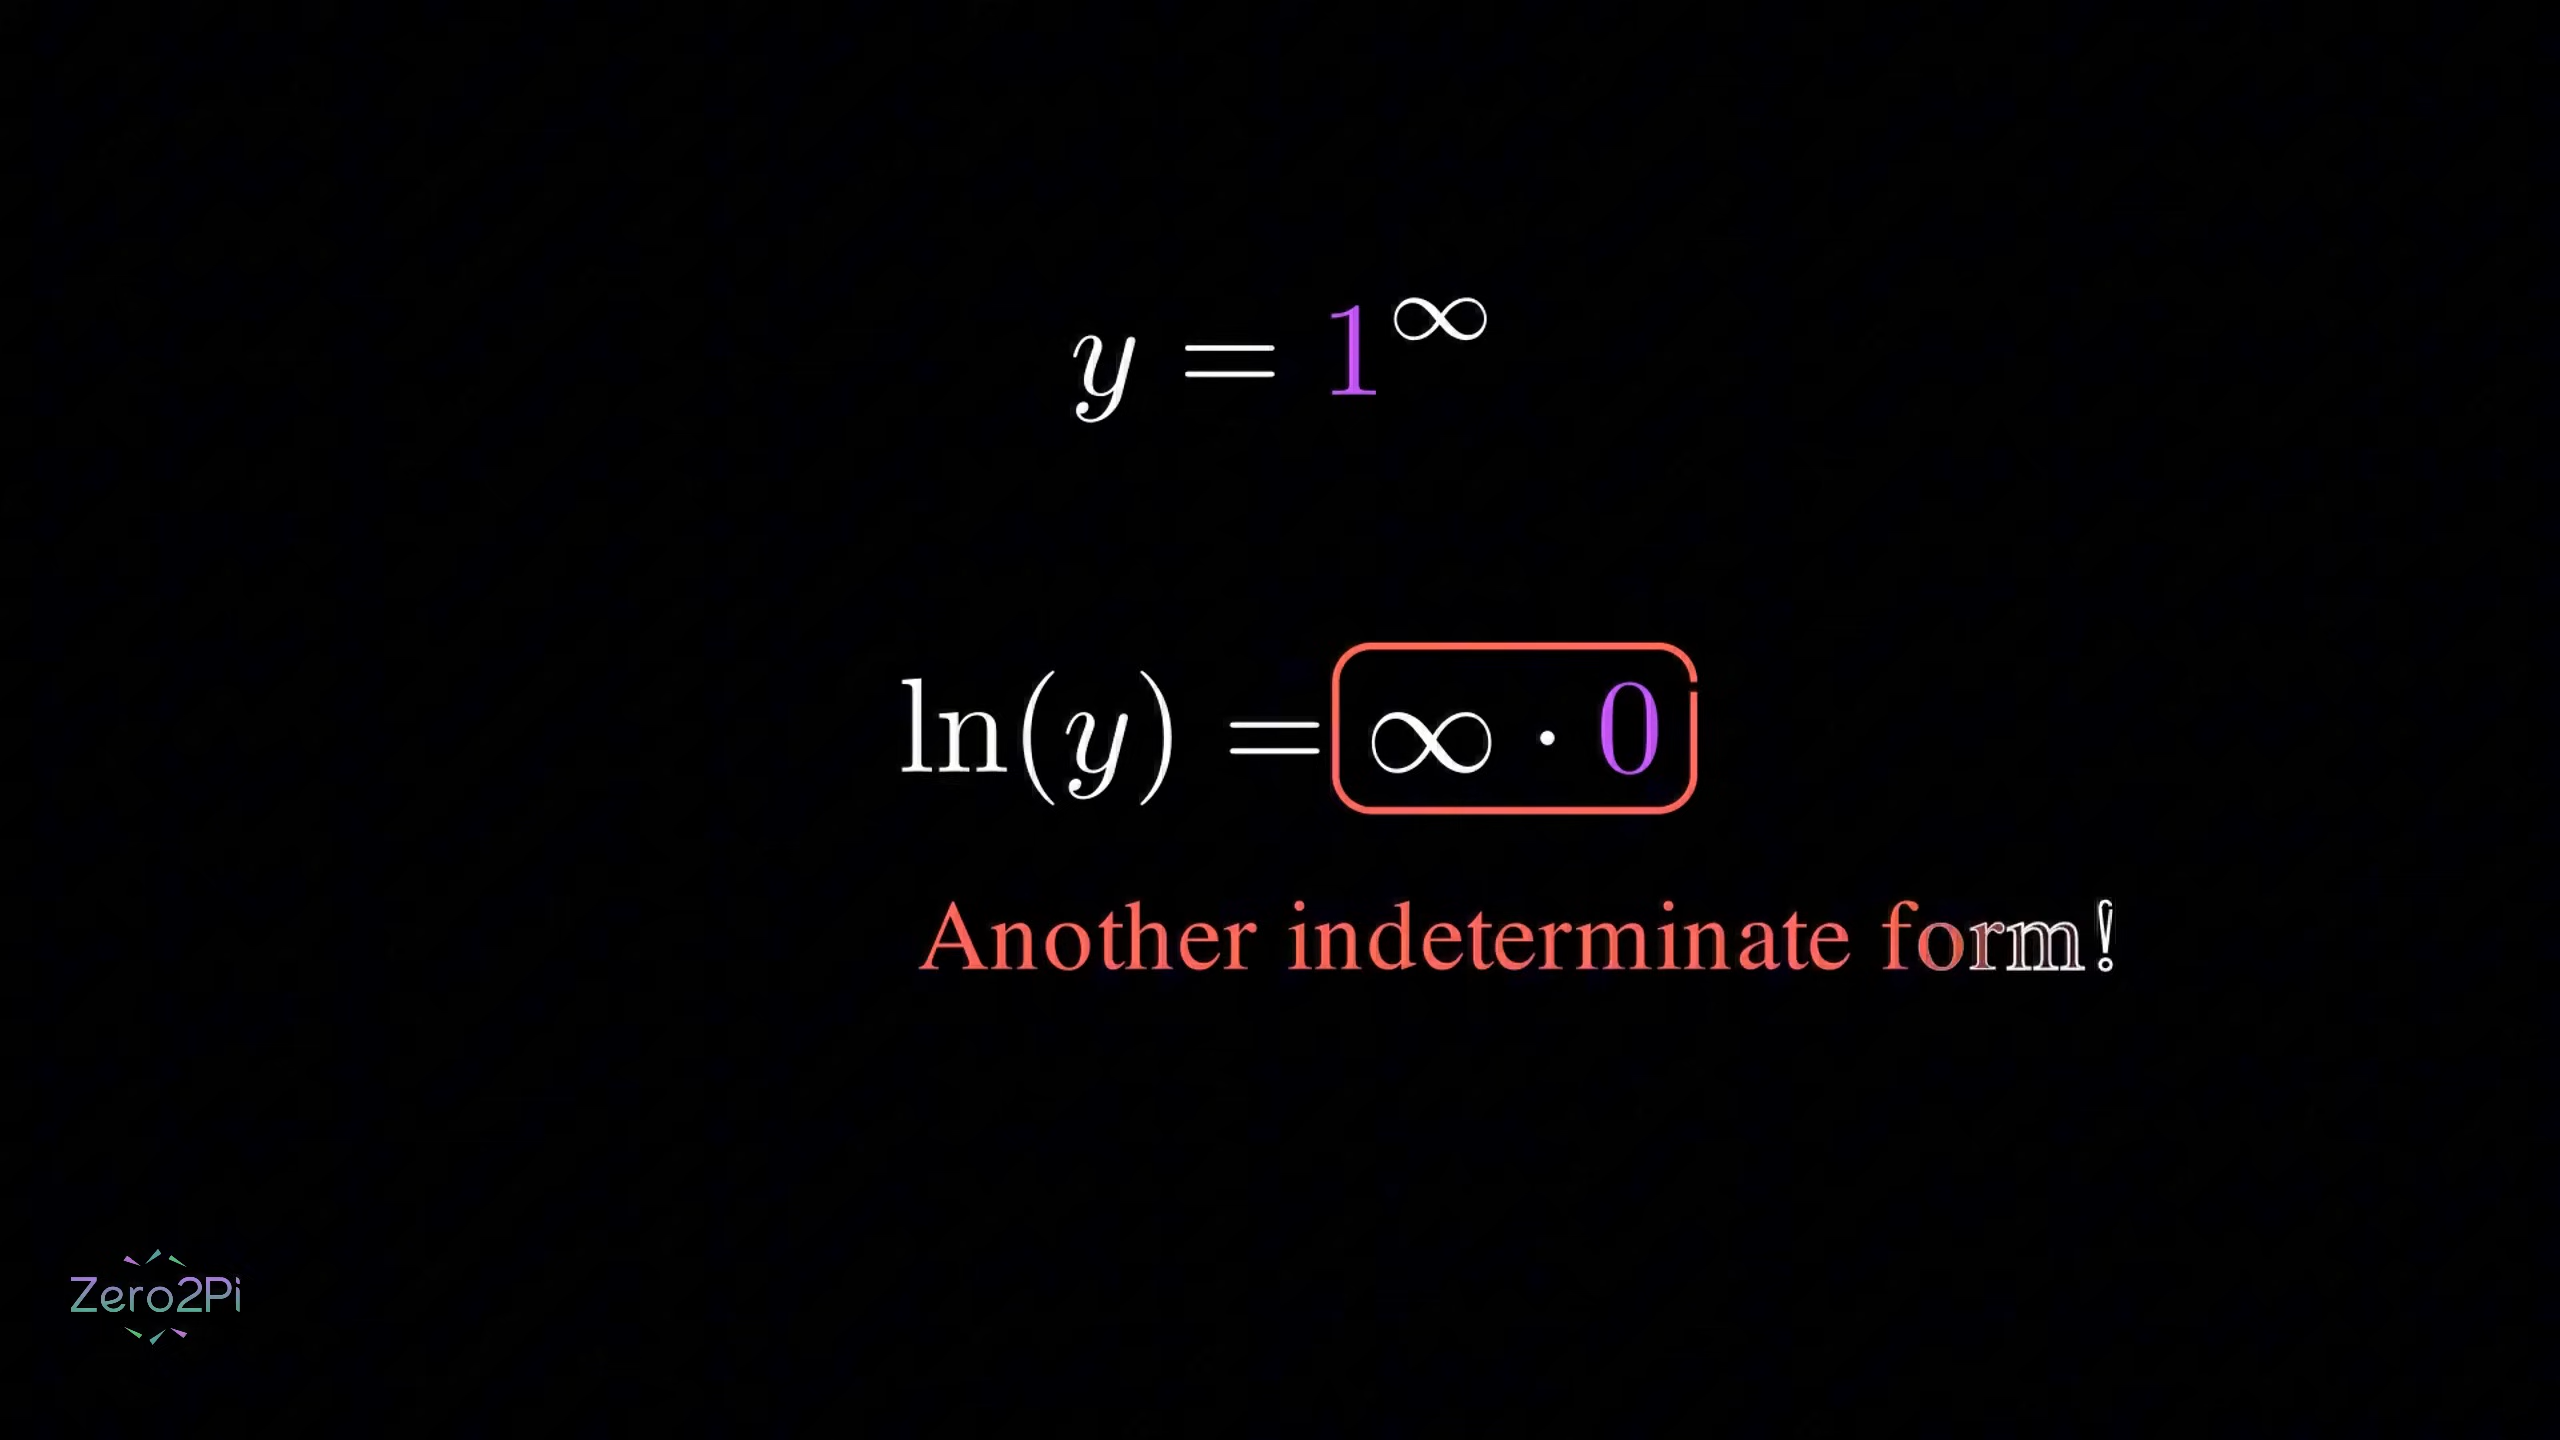 y = 1^∞
ln(y) = ∞ · 0
Another indeterminate form!
Zero2Pi